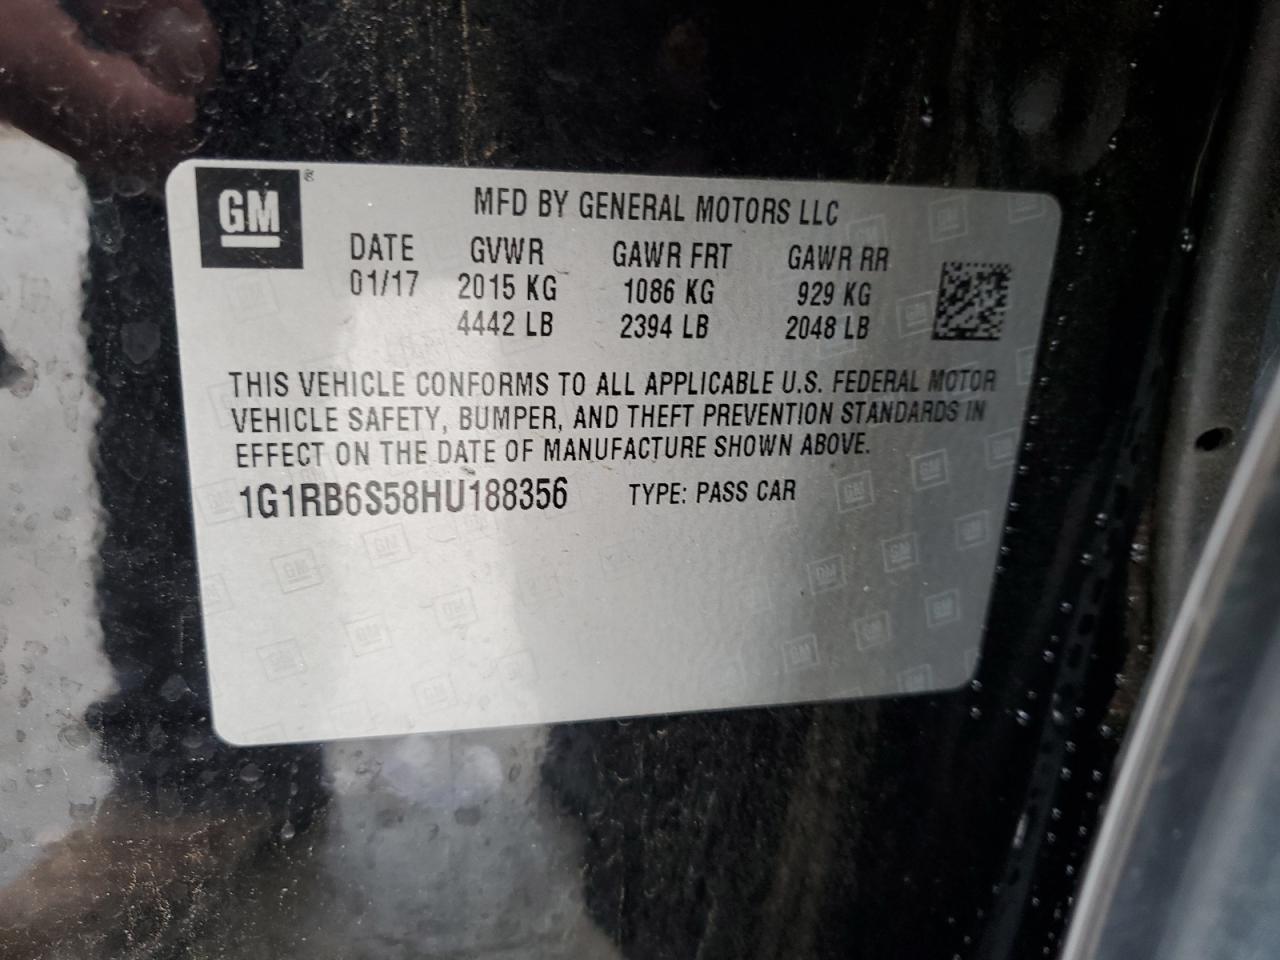 GM
MFD BY GENERAL MOTORS LLC
DATE GVWR GAWR FRT GAWR RR
01/17 2015 KG 1086 KG 929 KG
4442 LB 2394 LB 2048 LB
THIS VEHICLE CONFORMS TO ALL APPLICABLE U.S. FEDERAL MOTOR
VEHICLE SAFETY, BUMPER, AND THEFT PREVENTION STANDARDS IN
EFFECT ON THE DATE OF MANUFACTURE SHOWN ABOVE.
1G1RB6S58HU188356 TYPE: PASS CAR